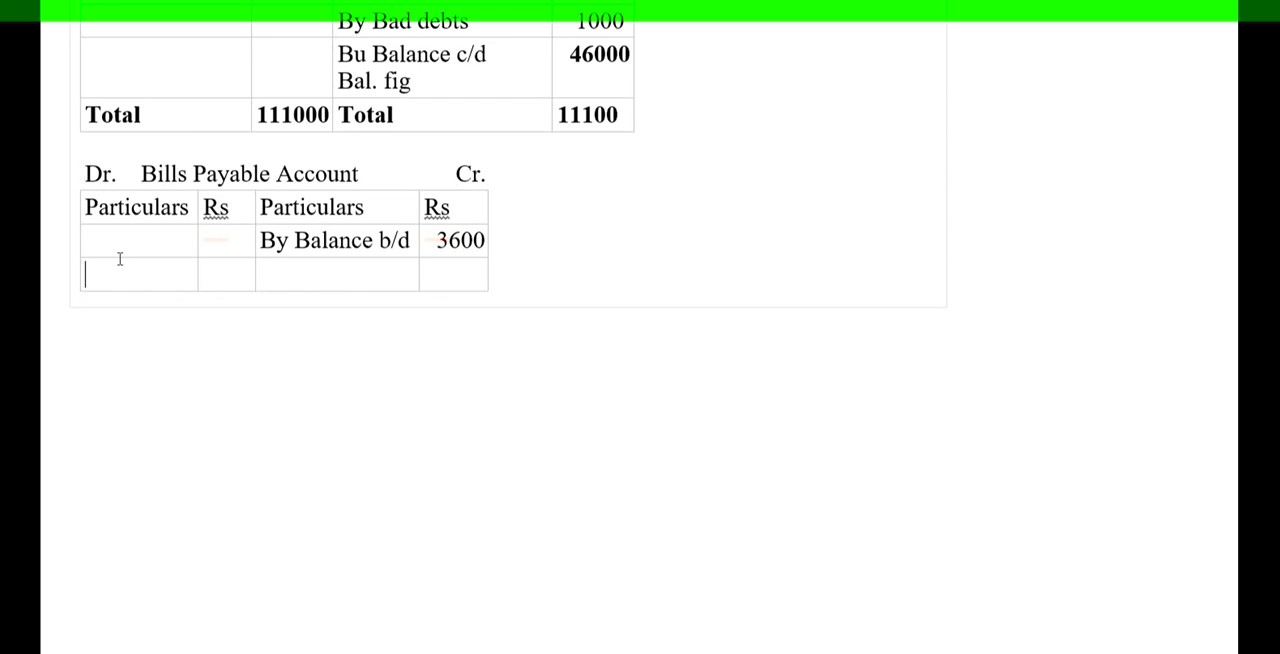 By Bad debts 1000
Bu Balance c/d 46000
Bal. fig
Total 111000 Total 11100
Dr. Bills Payable Account Cr.
Particulars Rs Particulars Rs
By Balance b/d 3600